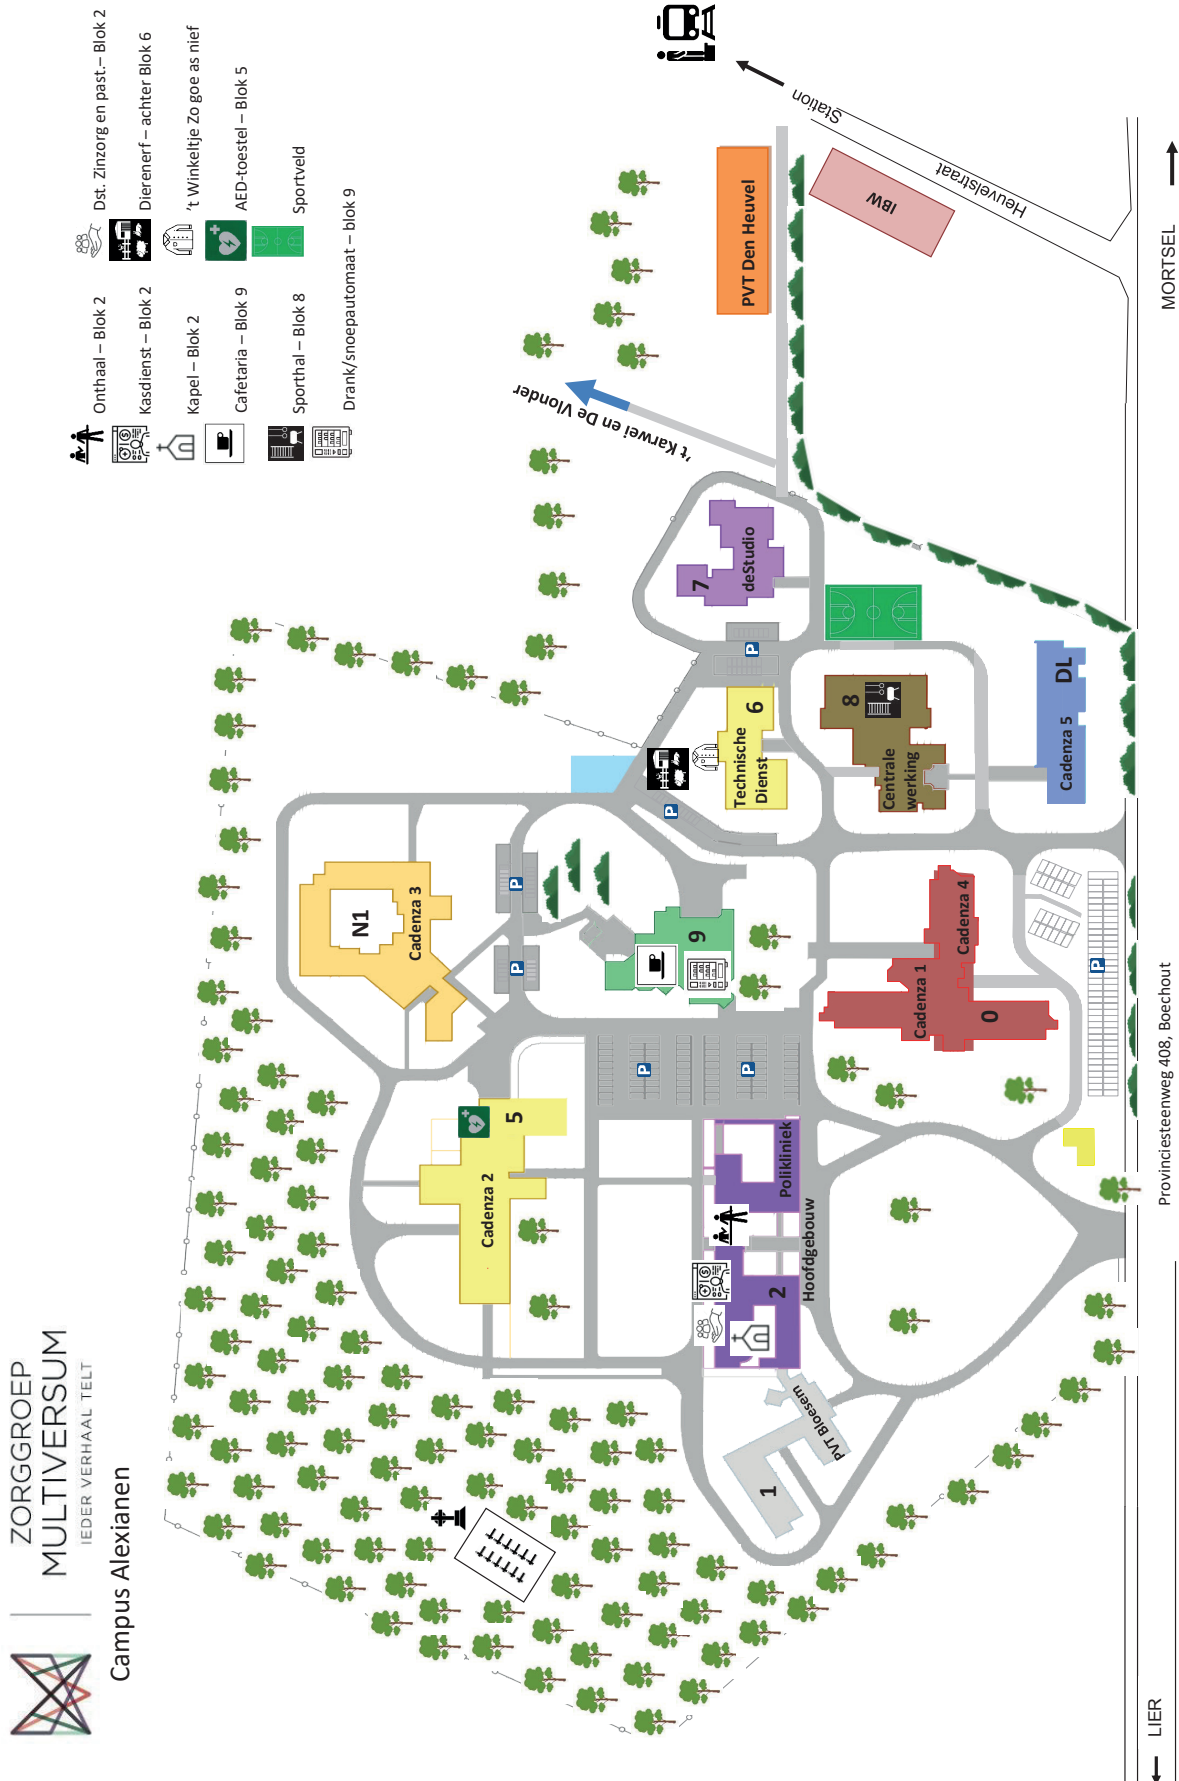 ZORGGROEP
MULTIVERSUM
IEDER VERHAAL TELT
Campus Alexianen
Onthaal – Blok 2
Kasdienst – Blok 2
Kapel – Blok 2
Cafetaria – Blok 9
Sporthal – Blok 8
Drank/snoepautomaat – blok 9
Dst. Zinzorg en past.– Blok 2
Dierenerf – achter Blok 6
't Winkeltje Zo goe as nief
AED-toestel – Blok 5
Sportveld
N1
Cadenza 3
P
P
5
Cadenza 2
9
P
P
Polikliniek
Hoofdgebouw
2
1
PVT Bloesem
Cadenza 1
Cadenza 4
0
P
P
Technische
Dienst
6
P
7
deStudio
8
Centrale
werking
Cadenza 5
DL
't Karwei en De Vlonder
PVT Den Heuvel
IBW
Station
Heuvelstraat
MORTSEL
Provinciesteenweg 408, Boechout
LIER